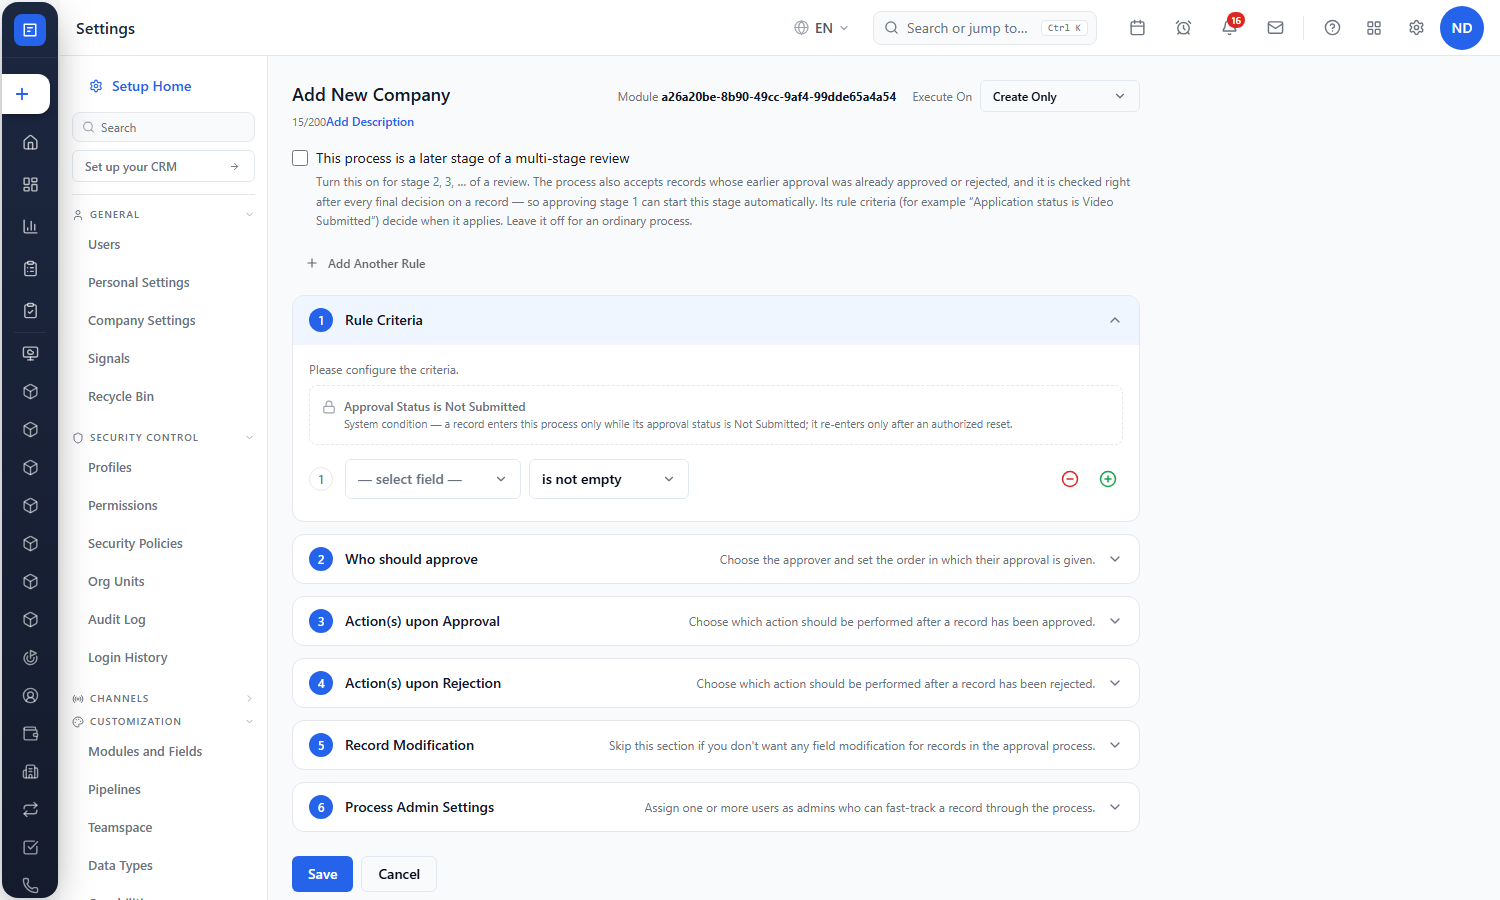 Settings
EN
Search or jump to...
Ctrl K
16
ND
Setup Home
Search
Set up your CRM
GENERAL
Users
Personal Settings
Company Settings
Signals
Recycle Bin
SECURITY CONTROL
Profiles
Permissions
Security Policies
Org Units
Audit Log
Login History
CHANNELS
CUSTOMIZATION
Modules and Fields
Pipelines
Teamspace
Data Types
Add New Company
Module a26a20be-8b90-49cc-9af4-99dde65a4a54
Execute On
Create Only
15/200Add Description
This process is a later stage of a multi-stage review
Turn this on for stage 2, 3, ... of a review. The process also accepts records whose earlier approval was already approved or rejected, and it is checked right
after every final decision on a record — so approving stage 1 can start this stage automatically. Its rule criteria (for example “Application status is Video
Submitted”) decide when it applies. Leave it off for an ordinary process.
Add Another Rule
1 Rule Criteria
Please configure the criteria.
Approval Status is Not Submitted
System condition — a record enters this process only while its approval status is Not Submitted; it re-enters only after an authorized reset.
1 — select field — is not empty
2 Who should approve Choose the approver and set the order in which their approval is given.
3 Action(s) upon Approval Choose which action should be performed after a record has been approved.
4 Action(s) upon Rejection Choose which action should be performed after a record has been rejected.
5 Record Modification Skip this section if you don't want any field modification for records in the approval process.
6 Process Admin Settings Assign one or more users as admins who can fast-track a record through the process.
Save
Cancel